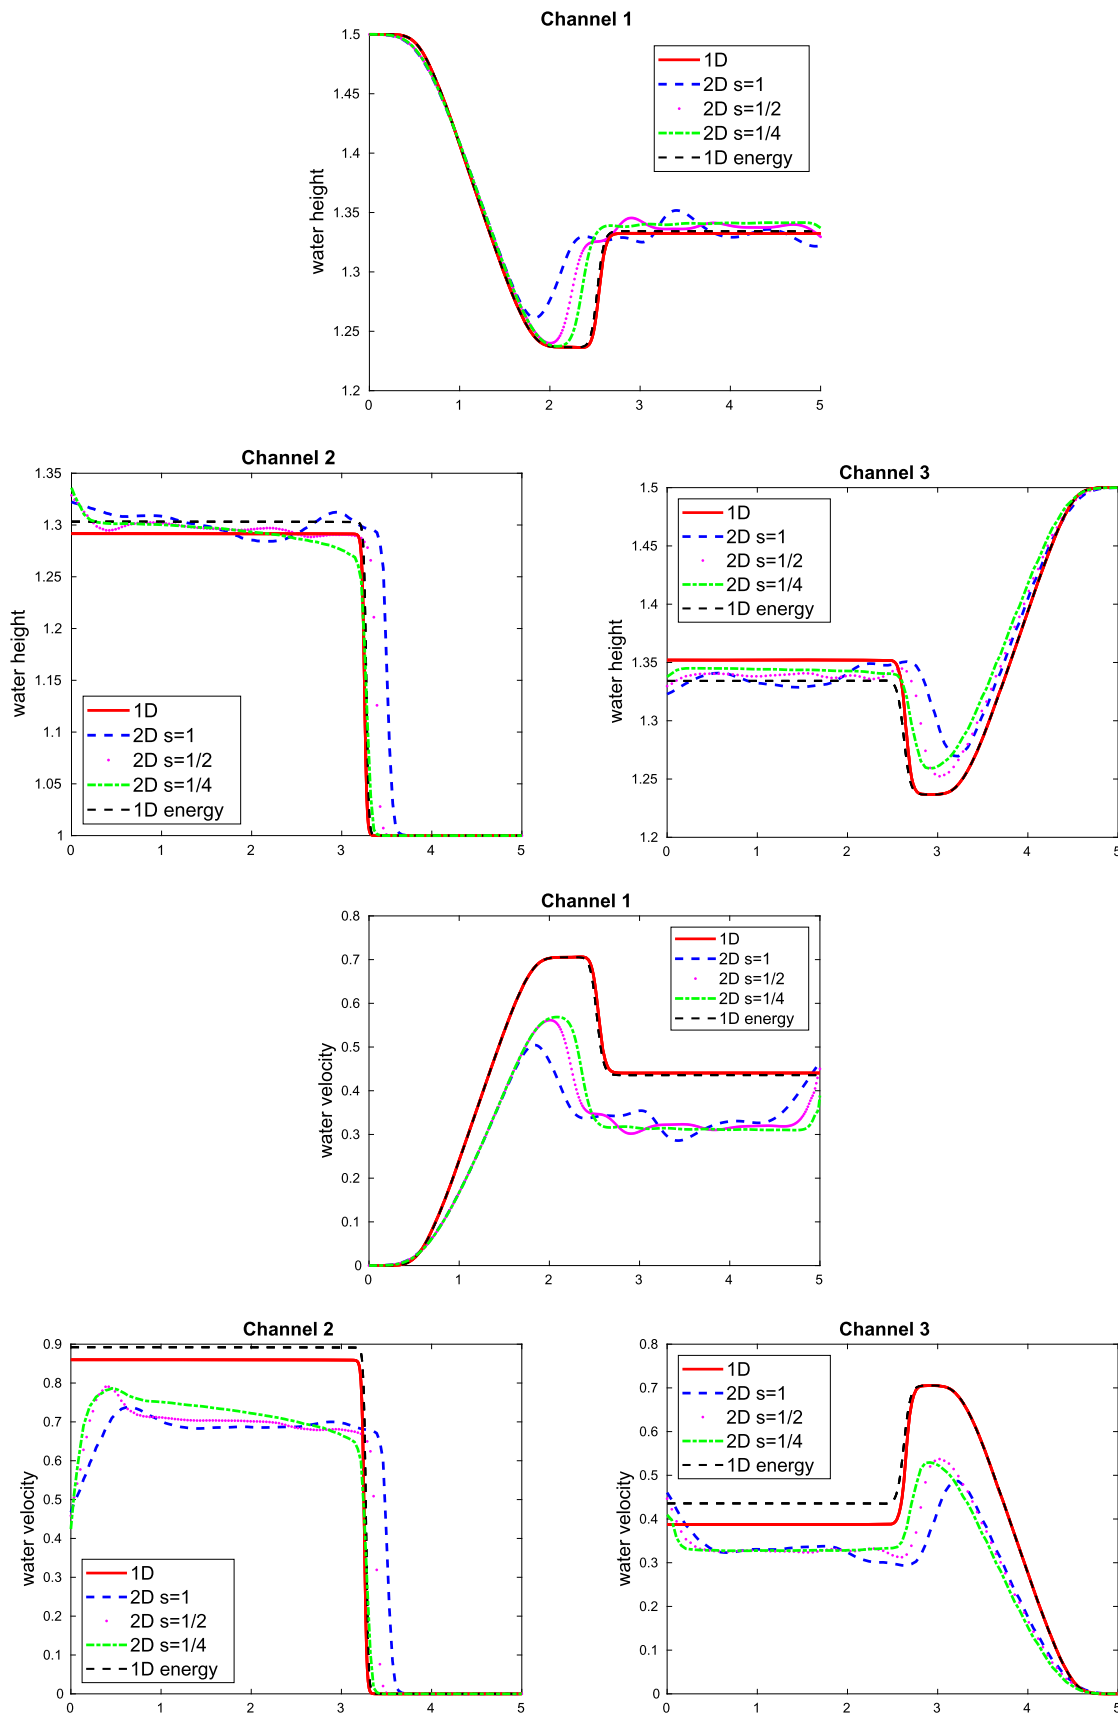 Channel 1
1.5
1.45
1.4
1.35
1.3
1.25
1.2
water height
0 1 2 3 4 5
1D
2D s=1
2D s=1/2
2D s=1/4
1D energy
Channel 2
1.35
1.3
1.25
1.2
1.15
1.1
1.05
1
water height
0 1 2 3 4 5
1D
2D s=1
2D s=1/2
2D s=1/4
1D energy
Channel 3
1.5
1.45
1.4
1.35
1.3
1.25
1.2
water height
0 1 2 3 4 5
1D
2D s=1
2D s=1/2
2D s=1/4
1D energy
Channel 1
0.8
0.7
0.6
0.5
0.4
0.3
0.2
0.1
0
water velocity
0 1 2 3 4 5
1D
2D s=1
2D s=1/2
2D s=1/4
1D energy
Channel 2
0.9
0.8
0.7
0.6
0.5
0.4
0.3
0.2
0.1
0
water velocity
0 1 2 3 4 5
1D
2D s=1
2D s=1/2
2D s=1/4
1D energy
Channel 3
0.8
0.7
0.6
0.5
0.4
0.3
0.2
0.1
0
water velocity
0 1 2 3 4 5
1D
2D s=1
2D s=1/2
2D s=1/4
1D energy